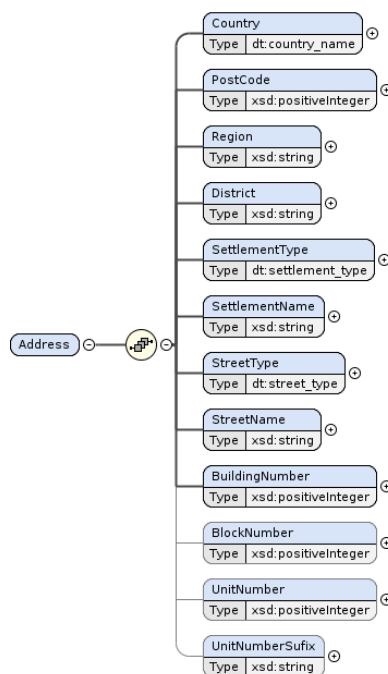 Country
Type dt:country_name
PostCode
Type xsd:positiveInteger
Region
Type xsd:string
District
Type xsd:string
SettlementType
Type dt:settlement_type
SettlementName
Type xsd:string
Address
StreetType
Type dt:street_type
StreetName
Type xsd:string
BuildingNumber
Type xsd:positiveInteger
BlockNumber
Type xsd:positiveInteger
UnitNumber
Type xsd:positiveInteger
UnitNumberSufix
Type xsd:string